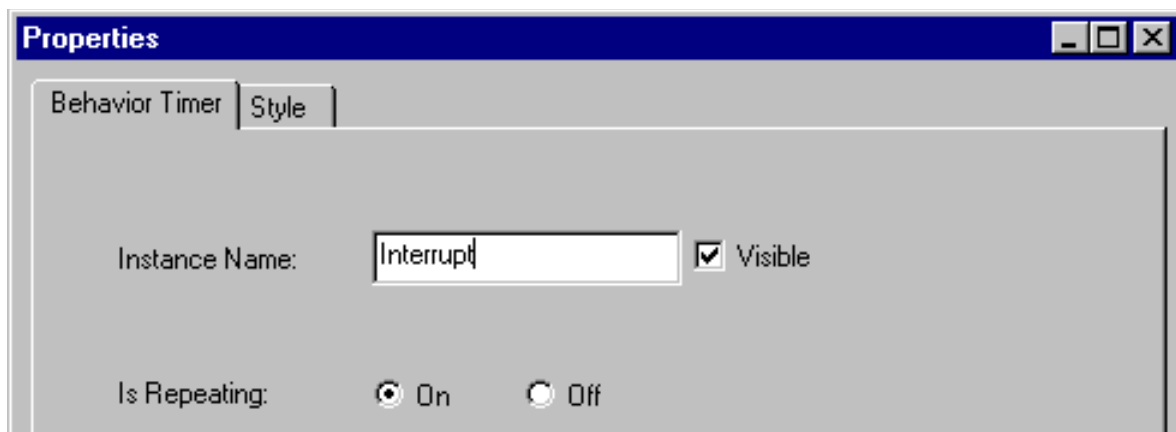 Properties
Behavior Timer Style
Instance Name: Interrupt Visible
Is Repeating: On Off